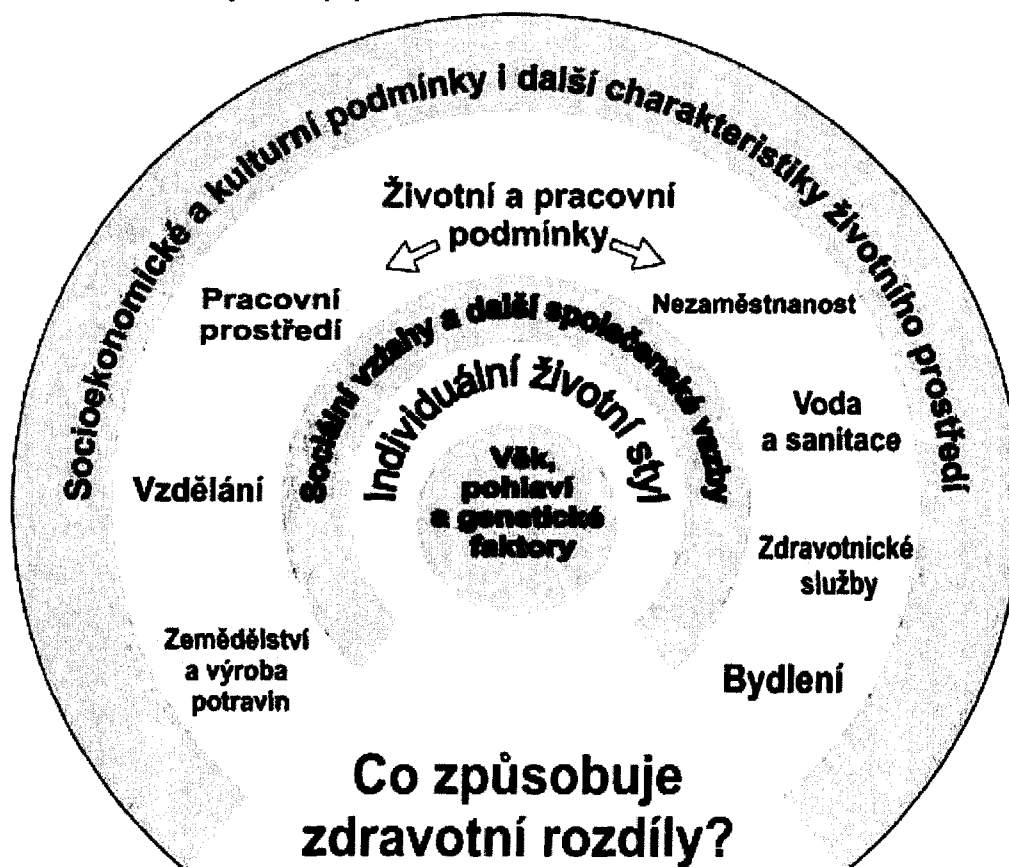 Socioekonomické a kulturní podmínky i další charakteristiky životního prostředí
Životní a pracovní
podmínky
Pracovní
prostředí
Nezaměstnanost
Sociální vztahy a další společenské vazby
Individuální životní styl
Voda
a sanitace
Vzdělání
Věk,
pohlaví
a genetické
faktory
Zdravotnické
služby
Zemědělství
a výroba
potravin
Bydlení
Co způsobuje
zdravotní rozdíly?